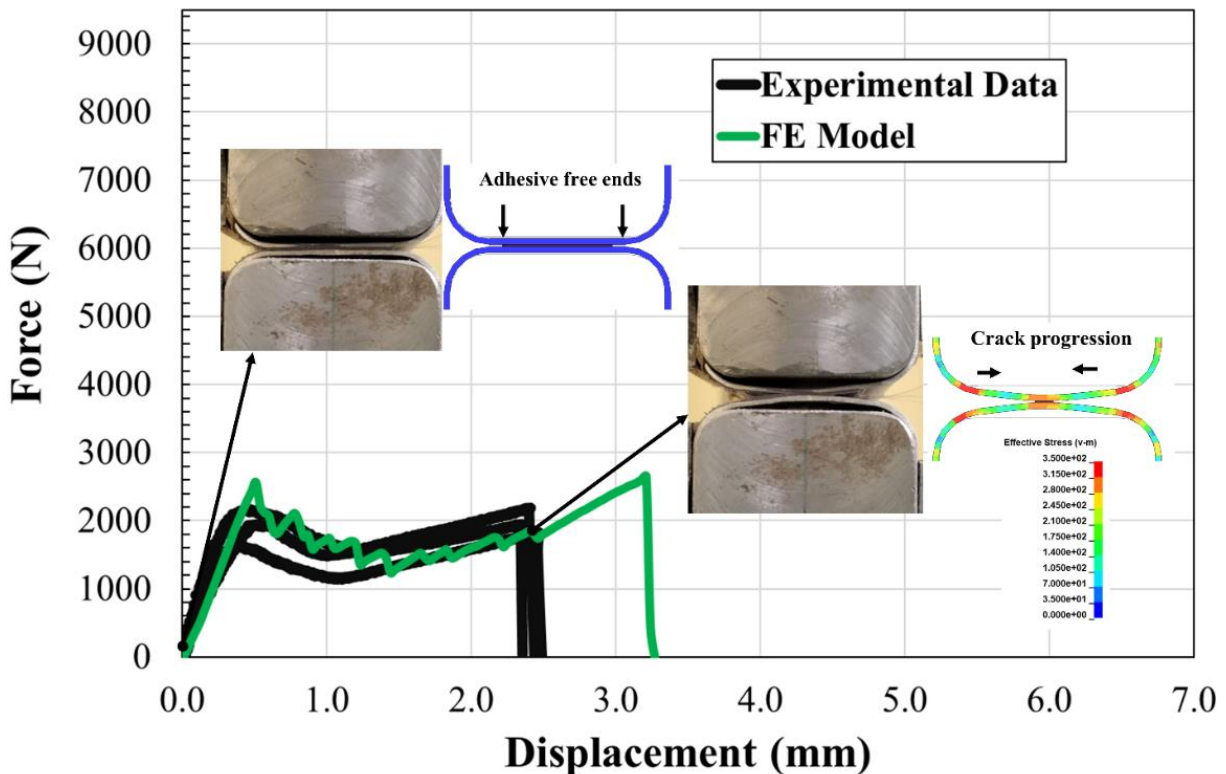 9000
8000
7000
6000
5000
4000
3000
2000
1000
0
Force (N)
Experimental Data
FE Model
Adhesive free ends
Crack progression
Effective Stress (v-m)
3.500e+02
3.150e+02
2.800e+02
2.450e+02
2.100e+02
1.750e+02
1.400e+02
1.050e+02
7.000e+01
3.500e+01
0.000e+00
0.0 1.0 2.0 3.0 4.0 5.0 6.0 7.0
Displacement (mm)